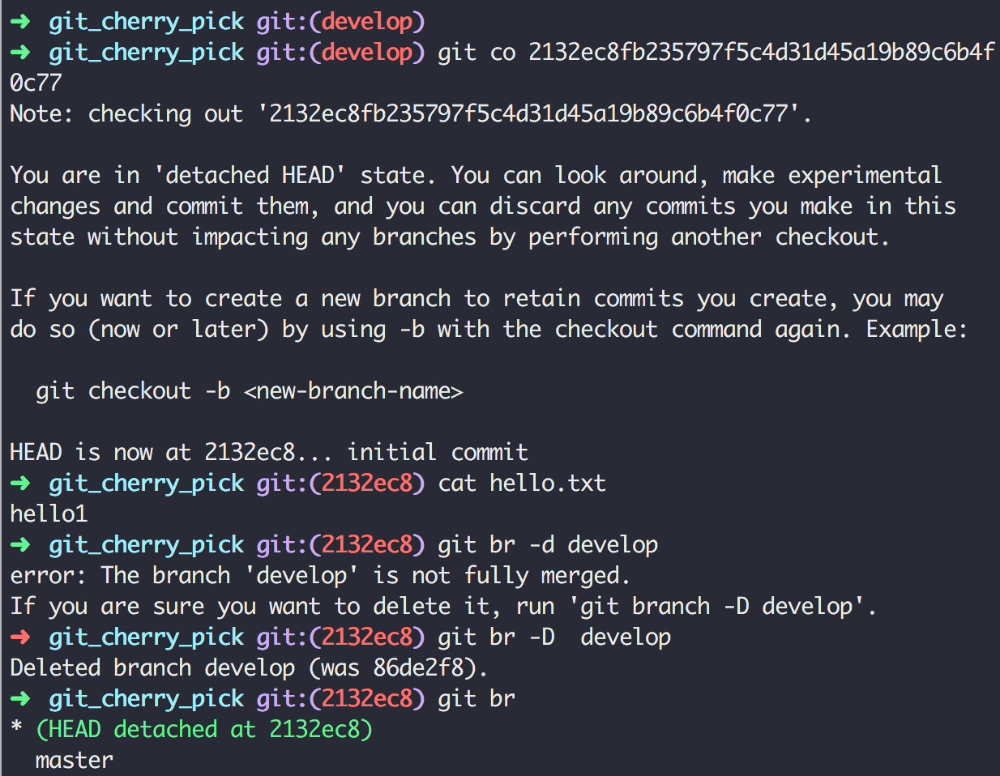 ➜ git_cherry_pick git:(develop)
➜ git_cherry_pick git:(develop) git co 2132ec8fb235797f5c4d31d45a19b89c6b4f
0c77
Note: checking out '2132ec8fb235797f5c4d31d45a19b89c6b4f0c77'.
You are in 'detached HEAD' state. You can look around, make experimental
changes and commit them, and you can discard any commits you make in this
state without impacting any branches by performing another checkout.
If you want to create a new branch to retain commits you create, you may
do so (now or later) by using -b with the checkout command again. Example:
git checkout -b <new-branch-name>
HEAD is now at 2132ec8... initial commit
➜ git_cherry_pick git:(2132ec8) cat hello.txt
hello1
➜ git_cherry_pick git:(2132ec8) git br -d develop
error: The branch 'develop' is not fully merged.
If you are sure you want to delete it, run 'git branch -D develop'.
➜ git_cherry_pick git:(2132ec8) git br -D  develop
Deleted branch develop (was 86de2f8).
➜ git_cherry_pick git:(2132ec8) git br
* (HEAD detached at 2132ec8)
master